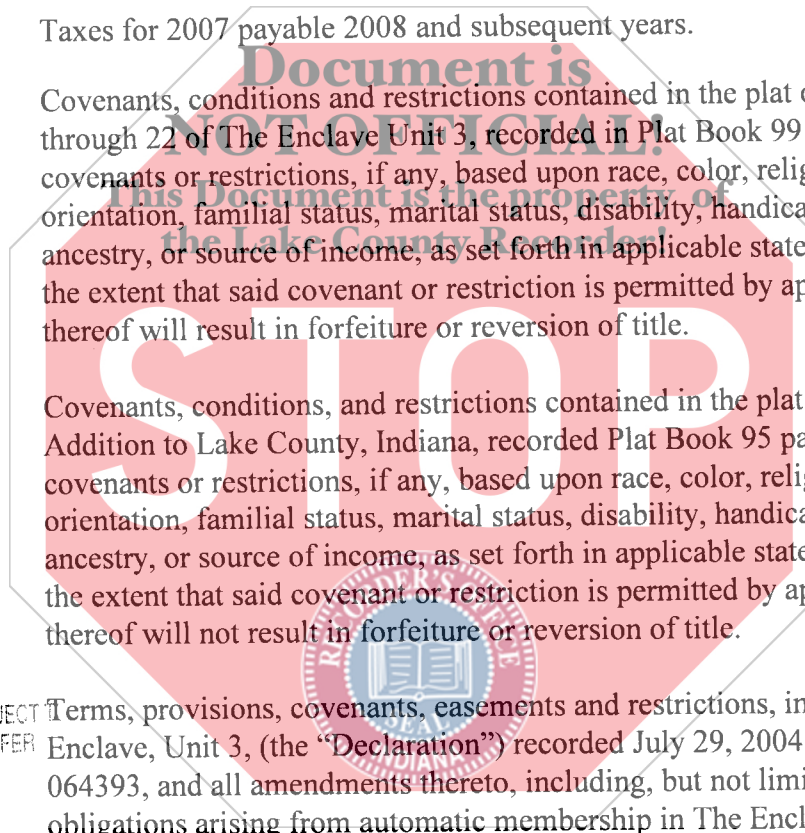 Taxes for 2007 payable 2008 and subsequent years.
Document is
Covenants, conditions and restrictions contained in the plat
through 22 of The Enclave Unit 3, recorded in Plat Book 99
NOT OFFICIAL!
covenants or restrictions, if any, based upon race, color, relig
This Document is the property of
orientation, familial status, marital status, disability, handica
the Lake County Recorder!
ancestry, or source of income, as set forth in applicable state
the extent that said covenant or restriction is permitted by ap
thereof will result in forfeiture or reversion of title.
STOP
Covenants, conditions, and restrictions contained in the plat
Addition to Lake County, Indiana, recorded Plat Book 95 pa
covenants or restrictions, if any, based upon race, color, relig
orientation, familial status, marital status, disability, handica
ancestry, or source of income, as set forth in applicable state
the extent that said covenant or restriction is permitted by ap
thereof will not result in forfeiture or reversion of title.
RECORDER'S OFFICE
SEAL
INDIANA
JECT
Terms, provisions, covenants, easements and restrictions, in
FER
Enclave, Unit 3, (the “Declaration”) recorded July 29, 2004
064393, and all amendments thereto, including, but not limi
obligations arising from automatic membership in The Encl